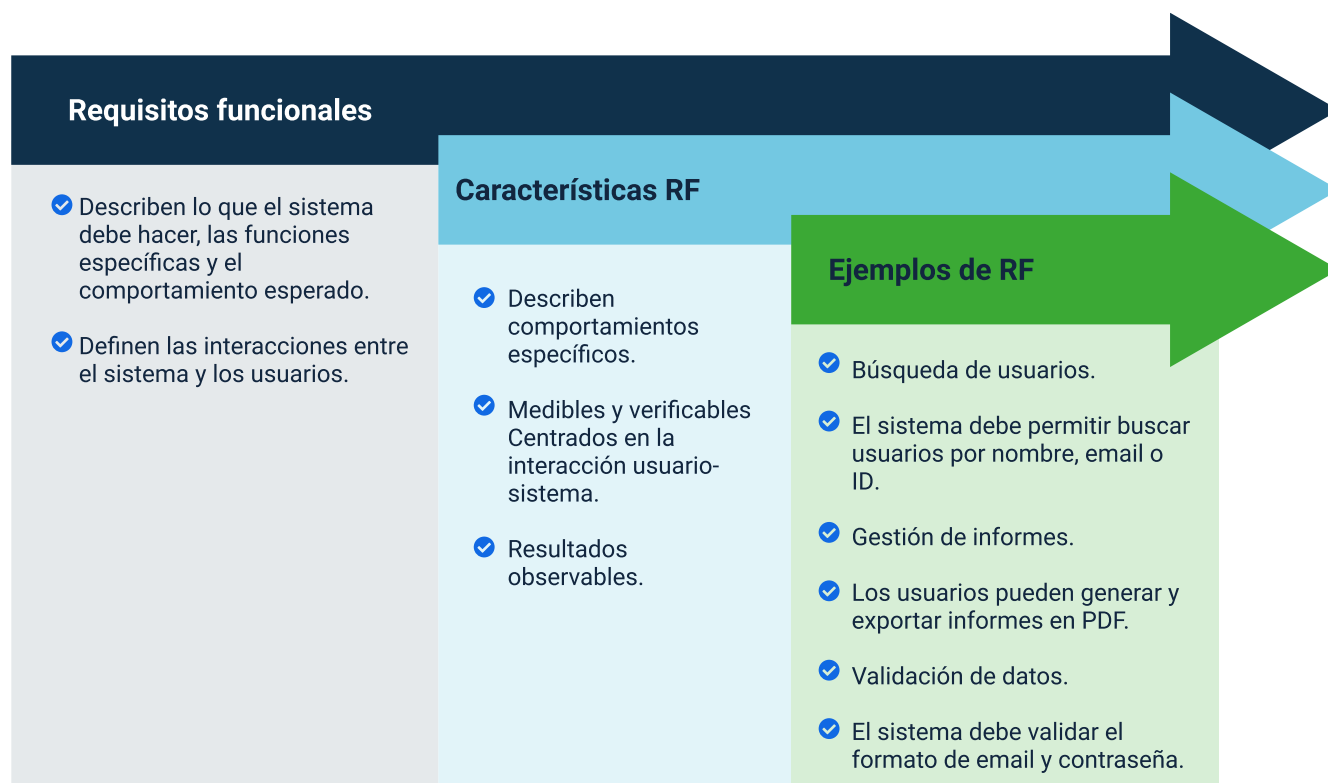 Requisitos funcionales
Describen lo que el sistema
debe hacer, las funciones
específicas y el
comportamiento esperado.
Definen las interacciones entre
el sistema y los usuarios.
Características RF
Describen
comportamientos
específicos.
Medibles y verificables
Centrados en la
interacción usuario-
sistema.
Resultados
observables.
Ejemplos de RF
Búsqueda de usuarios.
El sistema debe permitir buscar
usuarios por nombre, email o
ID.
Gestión de informes.
Los usuarios pueden generar y
exportar informes en PDF.
Validación de datos.
El sistema debe validar el
formato de email y contraseña.